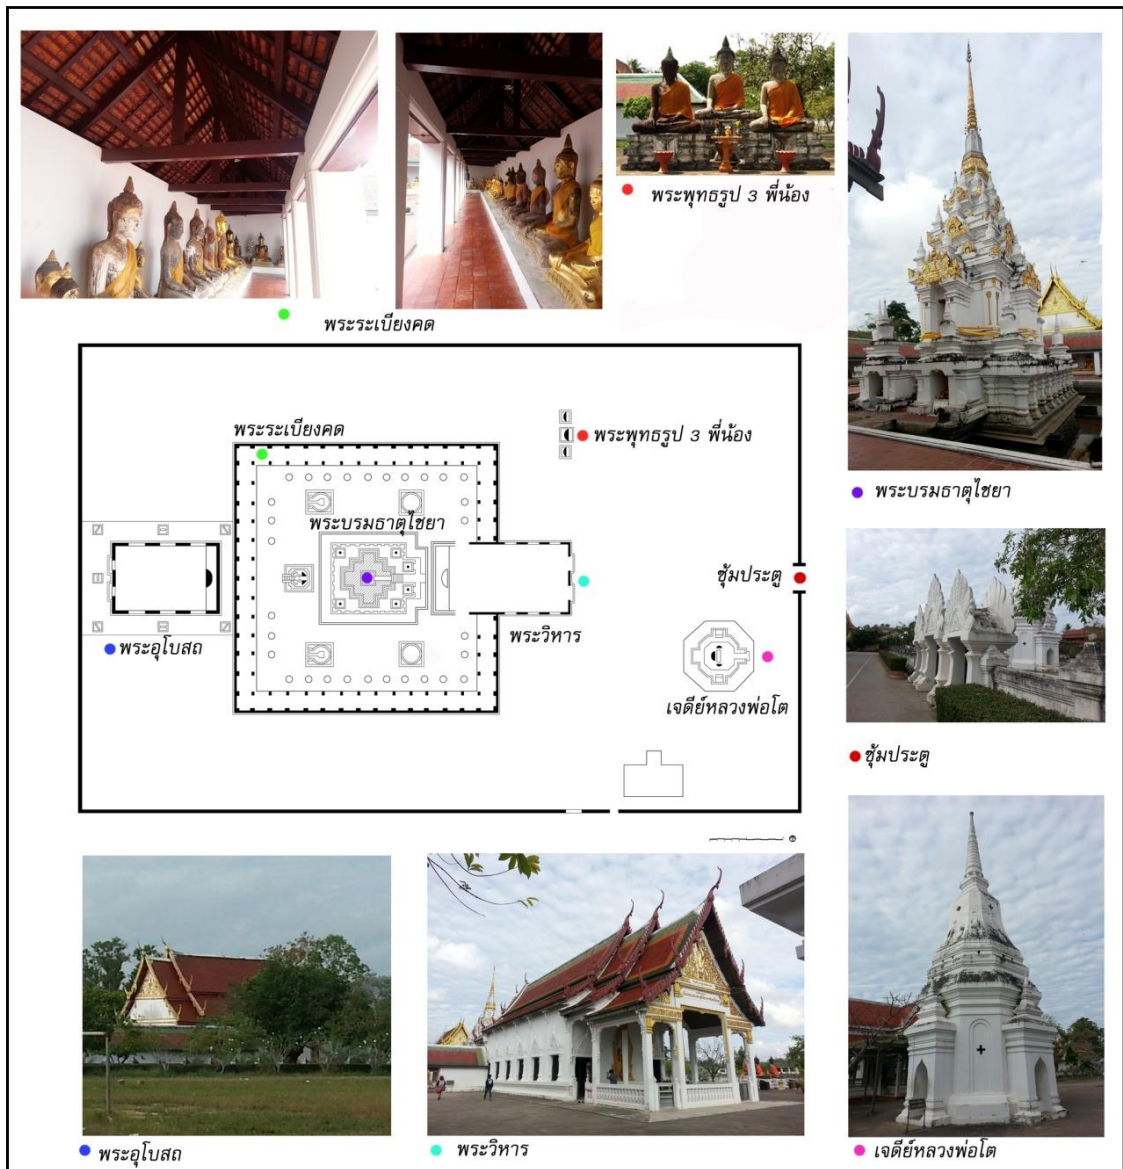 พระพุทธรูป 3 พี่น้อง
พระระเบียงคด
พระระเบียงคด
พระพุทธรูป 3 พี่น้อง
พระบรมธาตุไชยา
พระบรมธาตุไชยา
ซุ้มประตู
พระวิหาร
พระอุโบสถ
เจดีย์หลวงพ่อโต
ซุ้มประตู
พระอุโบสถ
พระวิหาร
เจดีย์หลวงพ่อโต